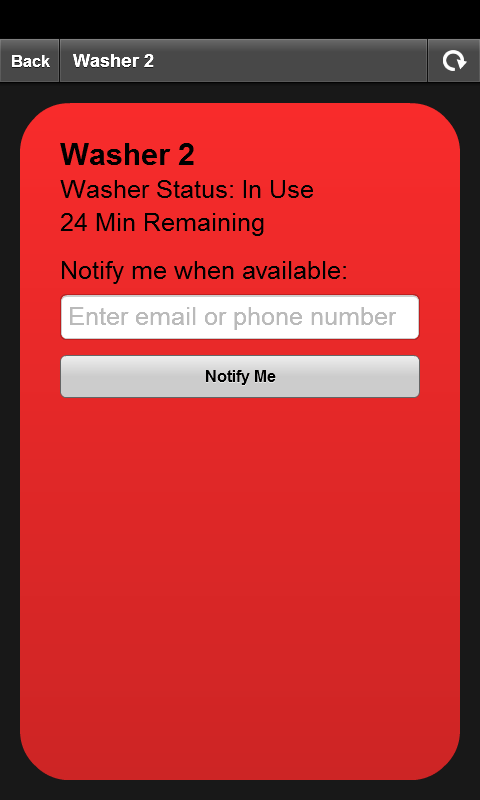 Back
Washer 2
Washer 2
Washer Status: In Use
24 Min Remaining
Notify me when available:
Enter email or phone number
Notify Me